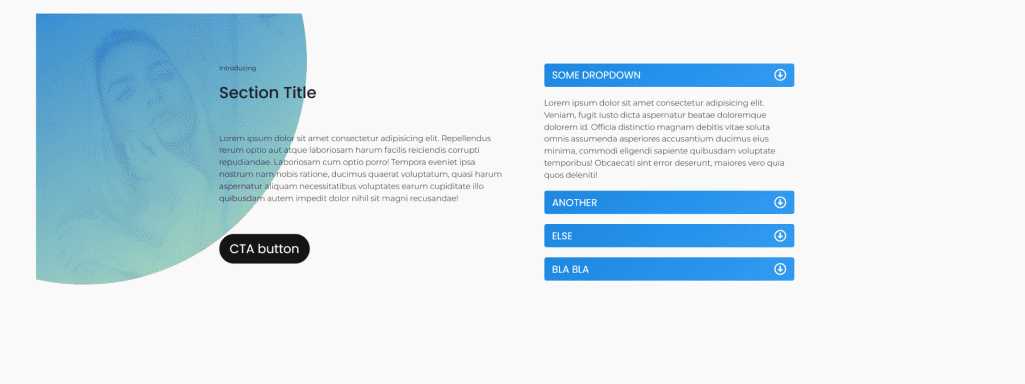 Introducing
Section Title
Lorem ipsum dolor sit amet consectetur adipisicing elit. Repellendus
rerum optio aut atque laboriosam harum facilis reiciendis corrupti
repudiandae. Laboriosam cum optio porro! Tempora eveniet ipsa
nostrum nam nobis ratione, ducimus quaerat voluptatum, quasi harum
aspernatur aliquam necessitatibus voluptates earum cupiditate illo
quibusdam autem impedit dolor nihil sit magni recusandae!
CTA button
SOME DROPDOWN
Lorem ipsum dolor sit amet consectetur adipisicing elit.
Veniam, fugit iusto dicta aspernatur beatae doloremque
dolorem id. Officia distinctio magnam debitis vitae soluta
omnis assumenda asperiores accusantium ducimus eius
minima, commodi eligendi sapiente quibusdam voluptate
temporibus! Obcaecati sint error deserunt, maiores vero quia
quos deleniti!
ANOTHER
ELSE
BLA BLA